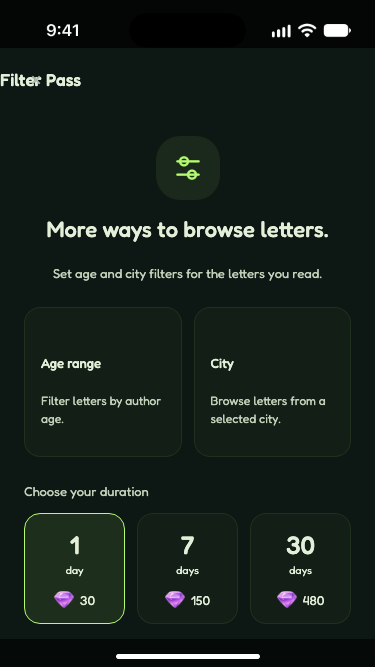 9:41
Filter Pass
More ways to browse letters.
Set age and city filters for the letters you read.
Age range
Filter letters by author
age.
City
Browse letters from a
selected city.
Choose your duration
1
day
30
7
days
150
30
days
480